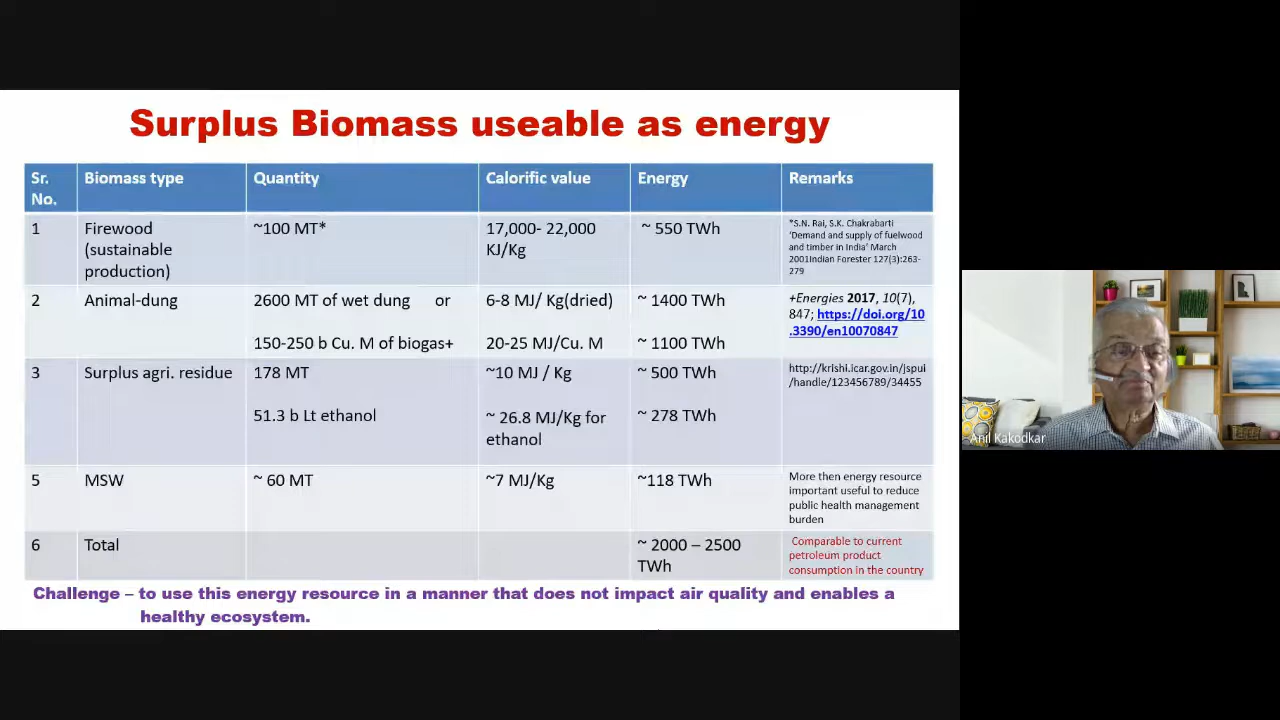 Surplus Biomass useable as energy
Sr. No.
Biomass type
Quantity
Calorific value
Energy
Remarks
1
Firewood
(sustainable
production)
~100 MT*
17,000- 22,000
KJ/Kg
~ 550 TWh
*S.N. Rai, S.K. Chakrabarti
‘Demand and supply of fuelwood
and timber in India’ March
2001Indian Forester 127(3):263-
279
2
Animal-dung
2600 MT of wet dung or
150-250 b Cu. M of biogas+
6-8 MJ/ Kg(dried)
20-25 MJ/Cu. M
~ 1400 TWh
~ 1100 TWh
+Energies 2017, 10(7),
847; https://doi.org/10
.3390/en10070847
3
Surplus agri. residue
178 MT
51.3 b Lt ethanol
~10 MJ / Kg
~ 26.8 MJ/Kg for
ethanol
~ 500 TWh
~ 278 TWh
http://krishi.icar.gov.in/jspui
/handle/123456789/34455
5
MSW
~ 60 MT
~7 MJ/Kg
~118 TWh
More then energy resource
important useful to reduce
public health management
burden
6
Total
~ 2000 – 2500
TWh
Comparable to current
petroleum product
consumption in the country
Challenge – to use this energy resource in a manner that does not impact air quality and enables a
healthy ecosystem.
Anil Kakodkar